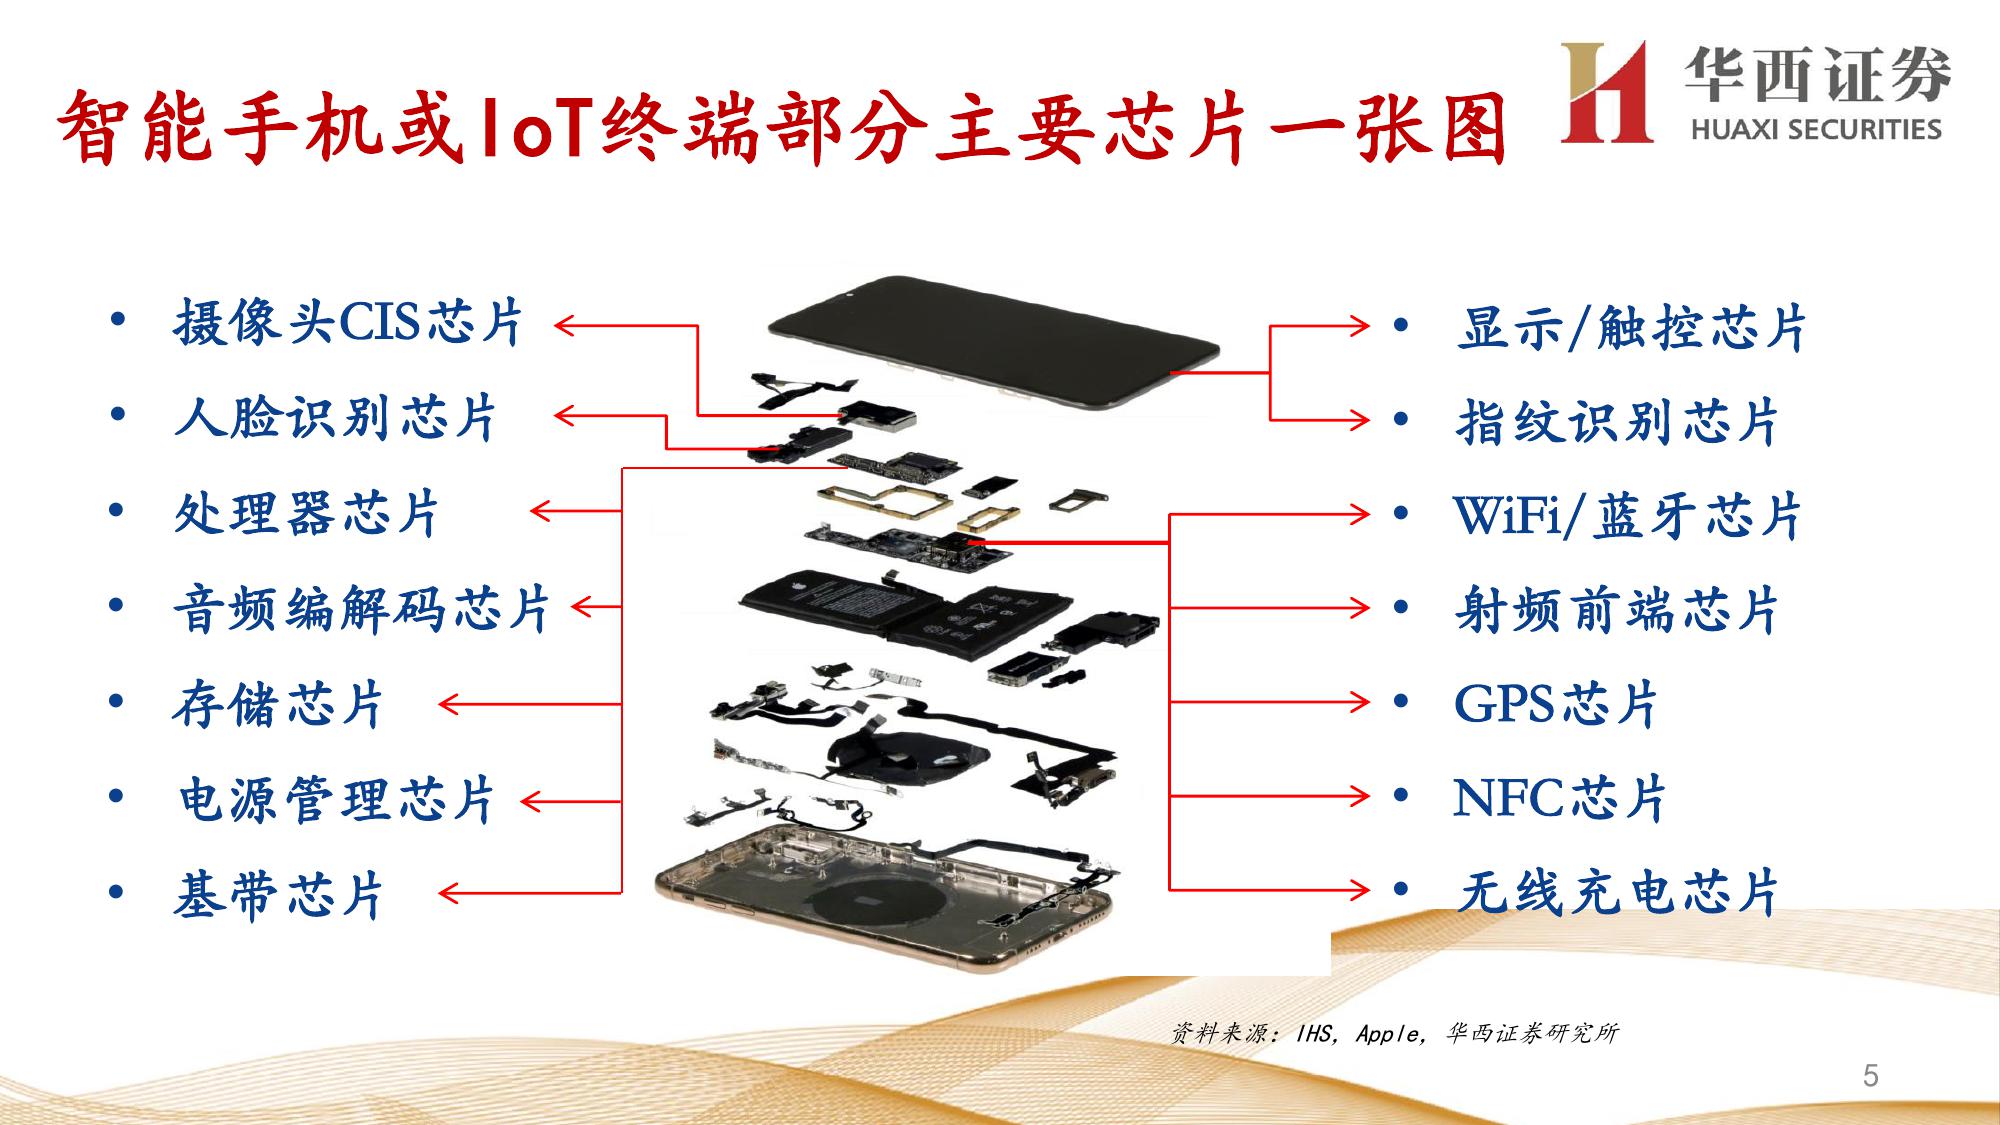 智能手机或IoT终端部分主要芯片一张图
华西证券
HUAXI SECURITIES
• 摄像头CIS芯片
• 人脸识别芯片
• 处理器芯片
• 音频编解码芯片
• 存储芯片
• 电源管理芯片
• 基带芯片
• 显示/触控芯片
• 指纹识别芯片
• WiFi/蓝牙芯片
• 射频前端芯片
• GPS芯片
• NFC芯片
• 无线充电芯片
资料来源：IHS, Apple, 华西证券研究所
5